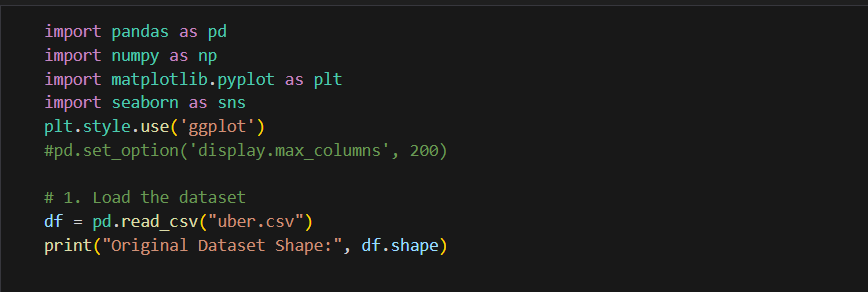 import pandas as pd
import numpy as np
import matplotlib.pyplot as plt
import seaborn as sns
plt.style.use('ggplot')
#pd.set_option('display.max_columns', 200)
# 1. Load the dataset
df = pd.read_csv("uber.csv")
print("Original Dataset Shape:", df.shape)